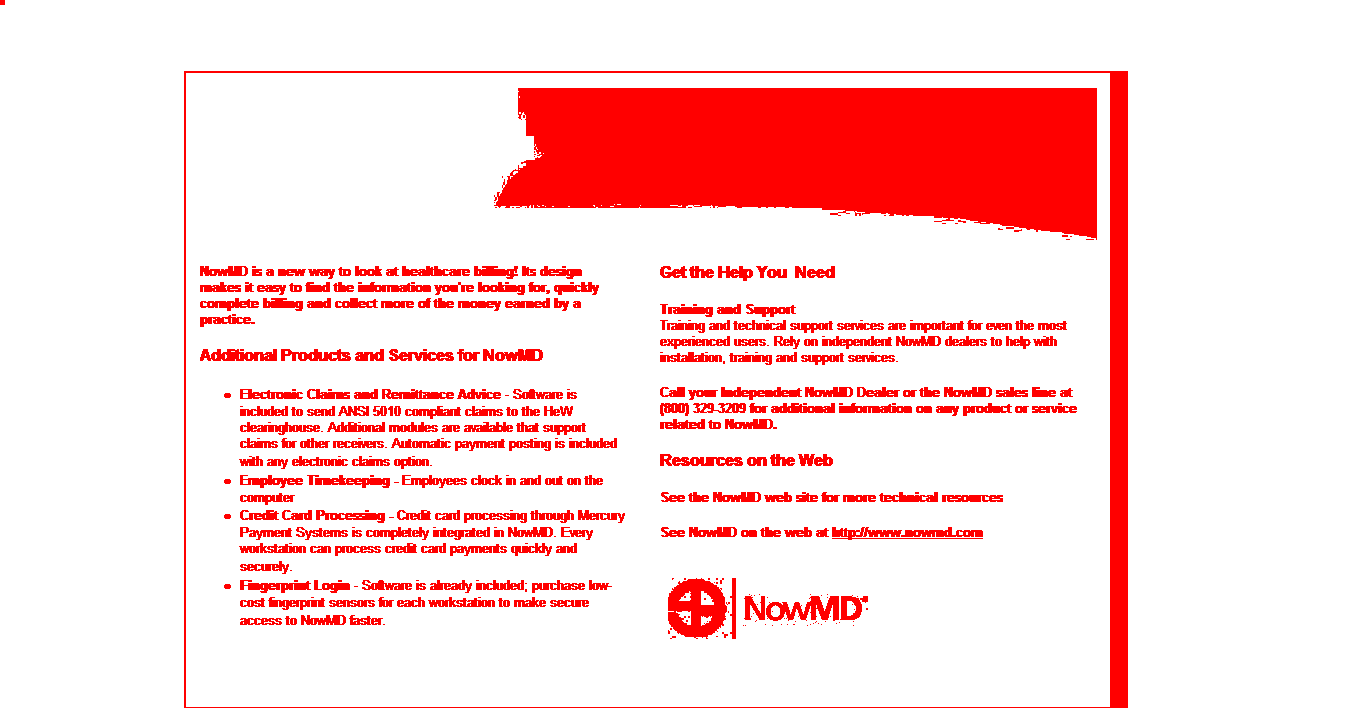 NowMD is a new way to look at healthcare billing! Its design
makes it easy to find the information you're looking for, quickly
complete billing and collect more of the money earned by a
practice.
Additional Products and Services for NowMD
• Electronic Claims and Remittance Advice - Software is
included to send ANSI 5010 compliant claims to the HeW
clearinghouse. Additional modules are available that support
claims for other receivers. Automatic payment posting is included
with any electronic claims option.
• Employee Timekeeping - Employees clock in and out on the
computer
• Credit Card Processing - Credit card processing through Mercury
Payment Systems is completely integrated in NowMD. Every
workstation can process credit card payments quickly and
securely.
• Fingerprint Login - Software is already included; purchase low-
cost fingerprint sensors for each workstation to make secure
access to NowMD faster.
Get the Help You Need
Training and Support
Training and technical support services are important for even the most
experienced users. Rely on independent NowMD dealers to help with
installation, training and support services.
Call your Independent NowMD Dealer or the NowMD sales line at
(800) 329-3209 for additional information on any product or service
related to NowMD.
Resources on the Web
See the NowMD web site for more technical resources
See NowMD on the web at http://www.nowmd.com
NowMD